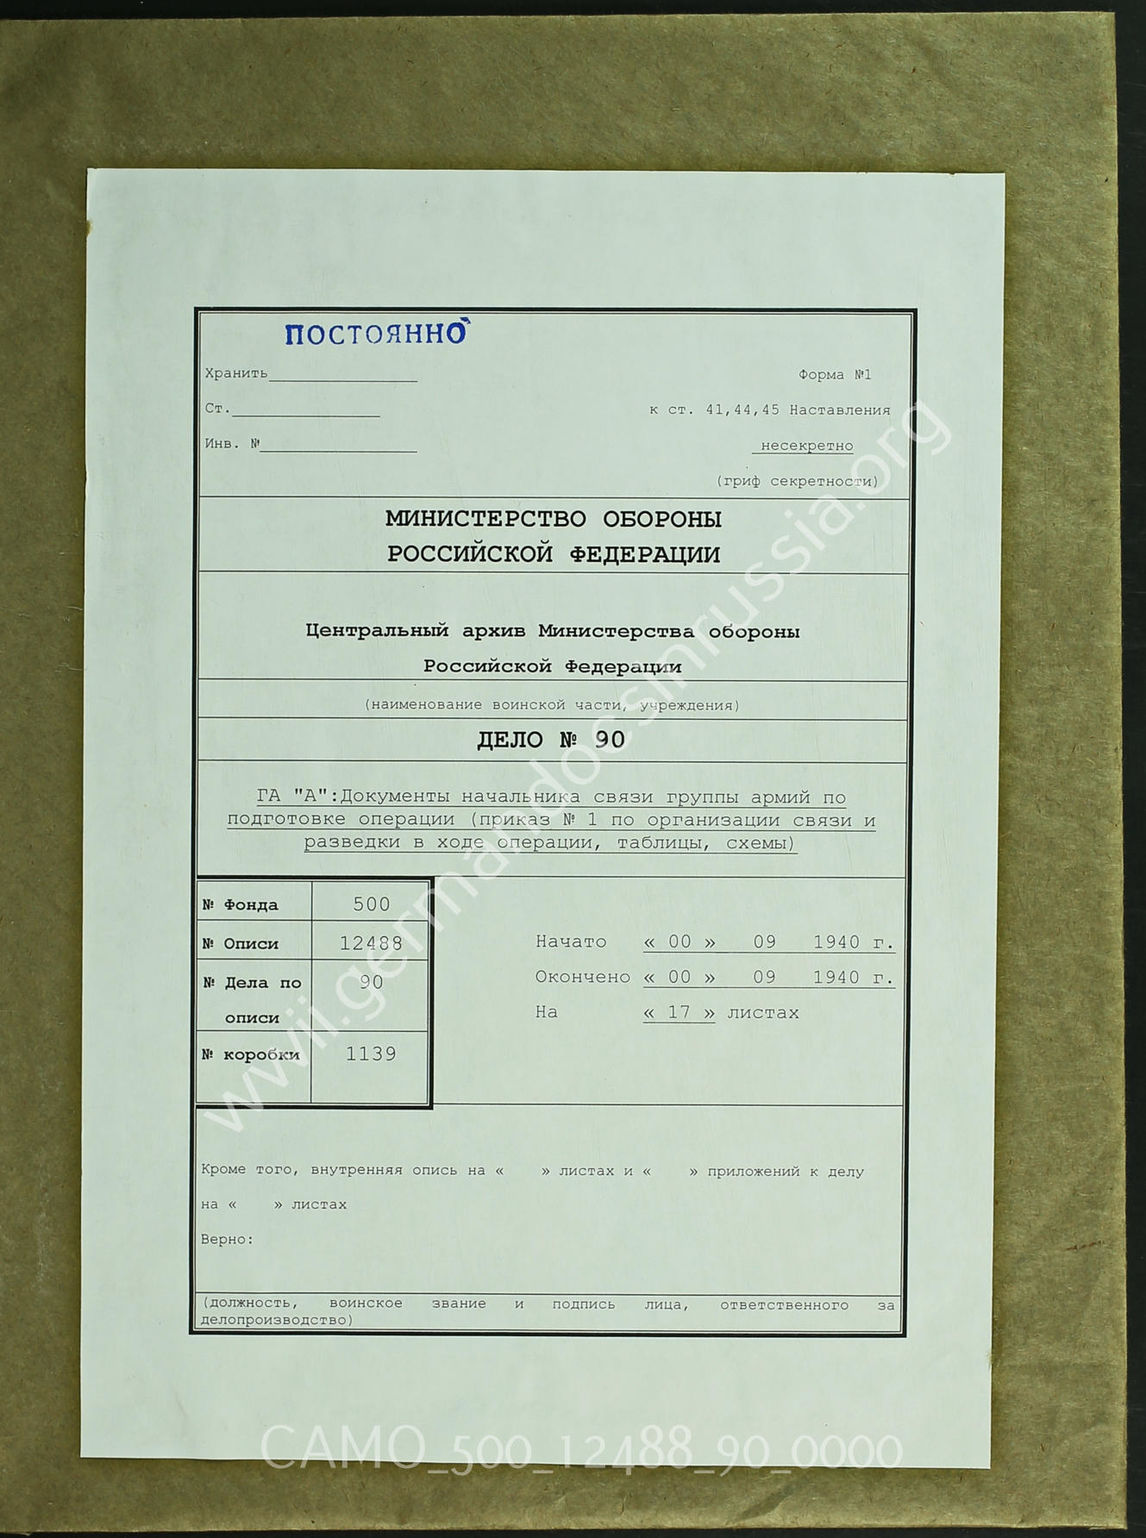 ПОСТОЯННО
Хранить
Форма №1
Ст.
к ст. 41,44,45 Наставления
Инв. №
несекретно
(гриф секретности)
МИНИСТЕРСТВО ОБОРОНЫ
РОССИЙСКОЙ ФЕДЕРАЦИИ
Центральный архив Министерства обороны
Российской Федерации
(наименование воинской части, учреждения)
ДЕЛО № 90
ГА "А":Документы начальника связи группы армий по
подготовке операции (приказ № 1 по организации связи и
разведки в ходе операции, таблицы, схемы)
№ Фонда 500
№ Описи 12488
№ Дела по 90
описи
№ коробки 1139
Начато « 00 » 09 1940 г.
Окончено « 00 » 09 1940 г.
На « 17 » листах
Кроме того, внутренняя опись на « » листах и « » приложений к делу
на « » листах
Верно:
(должность, воинское звание и подпись лица, ответственного за
делопроизводство)
wwii.germandocsinrussia.org
CAMO_500_12488_90_0000